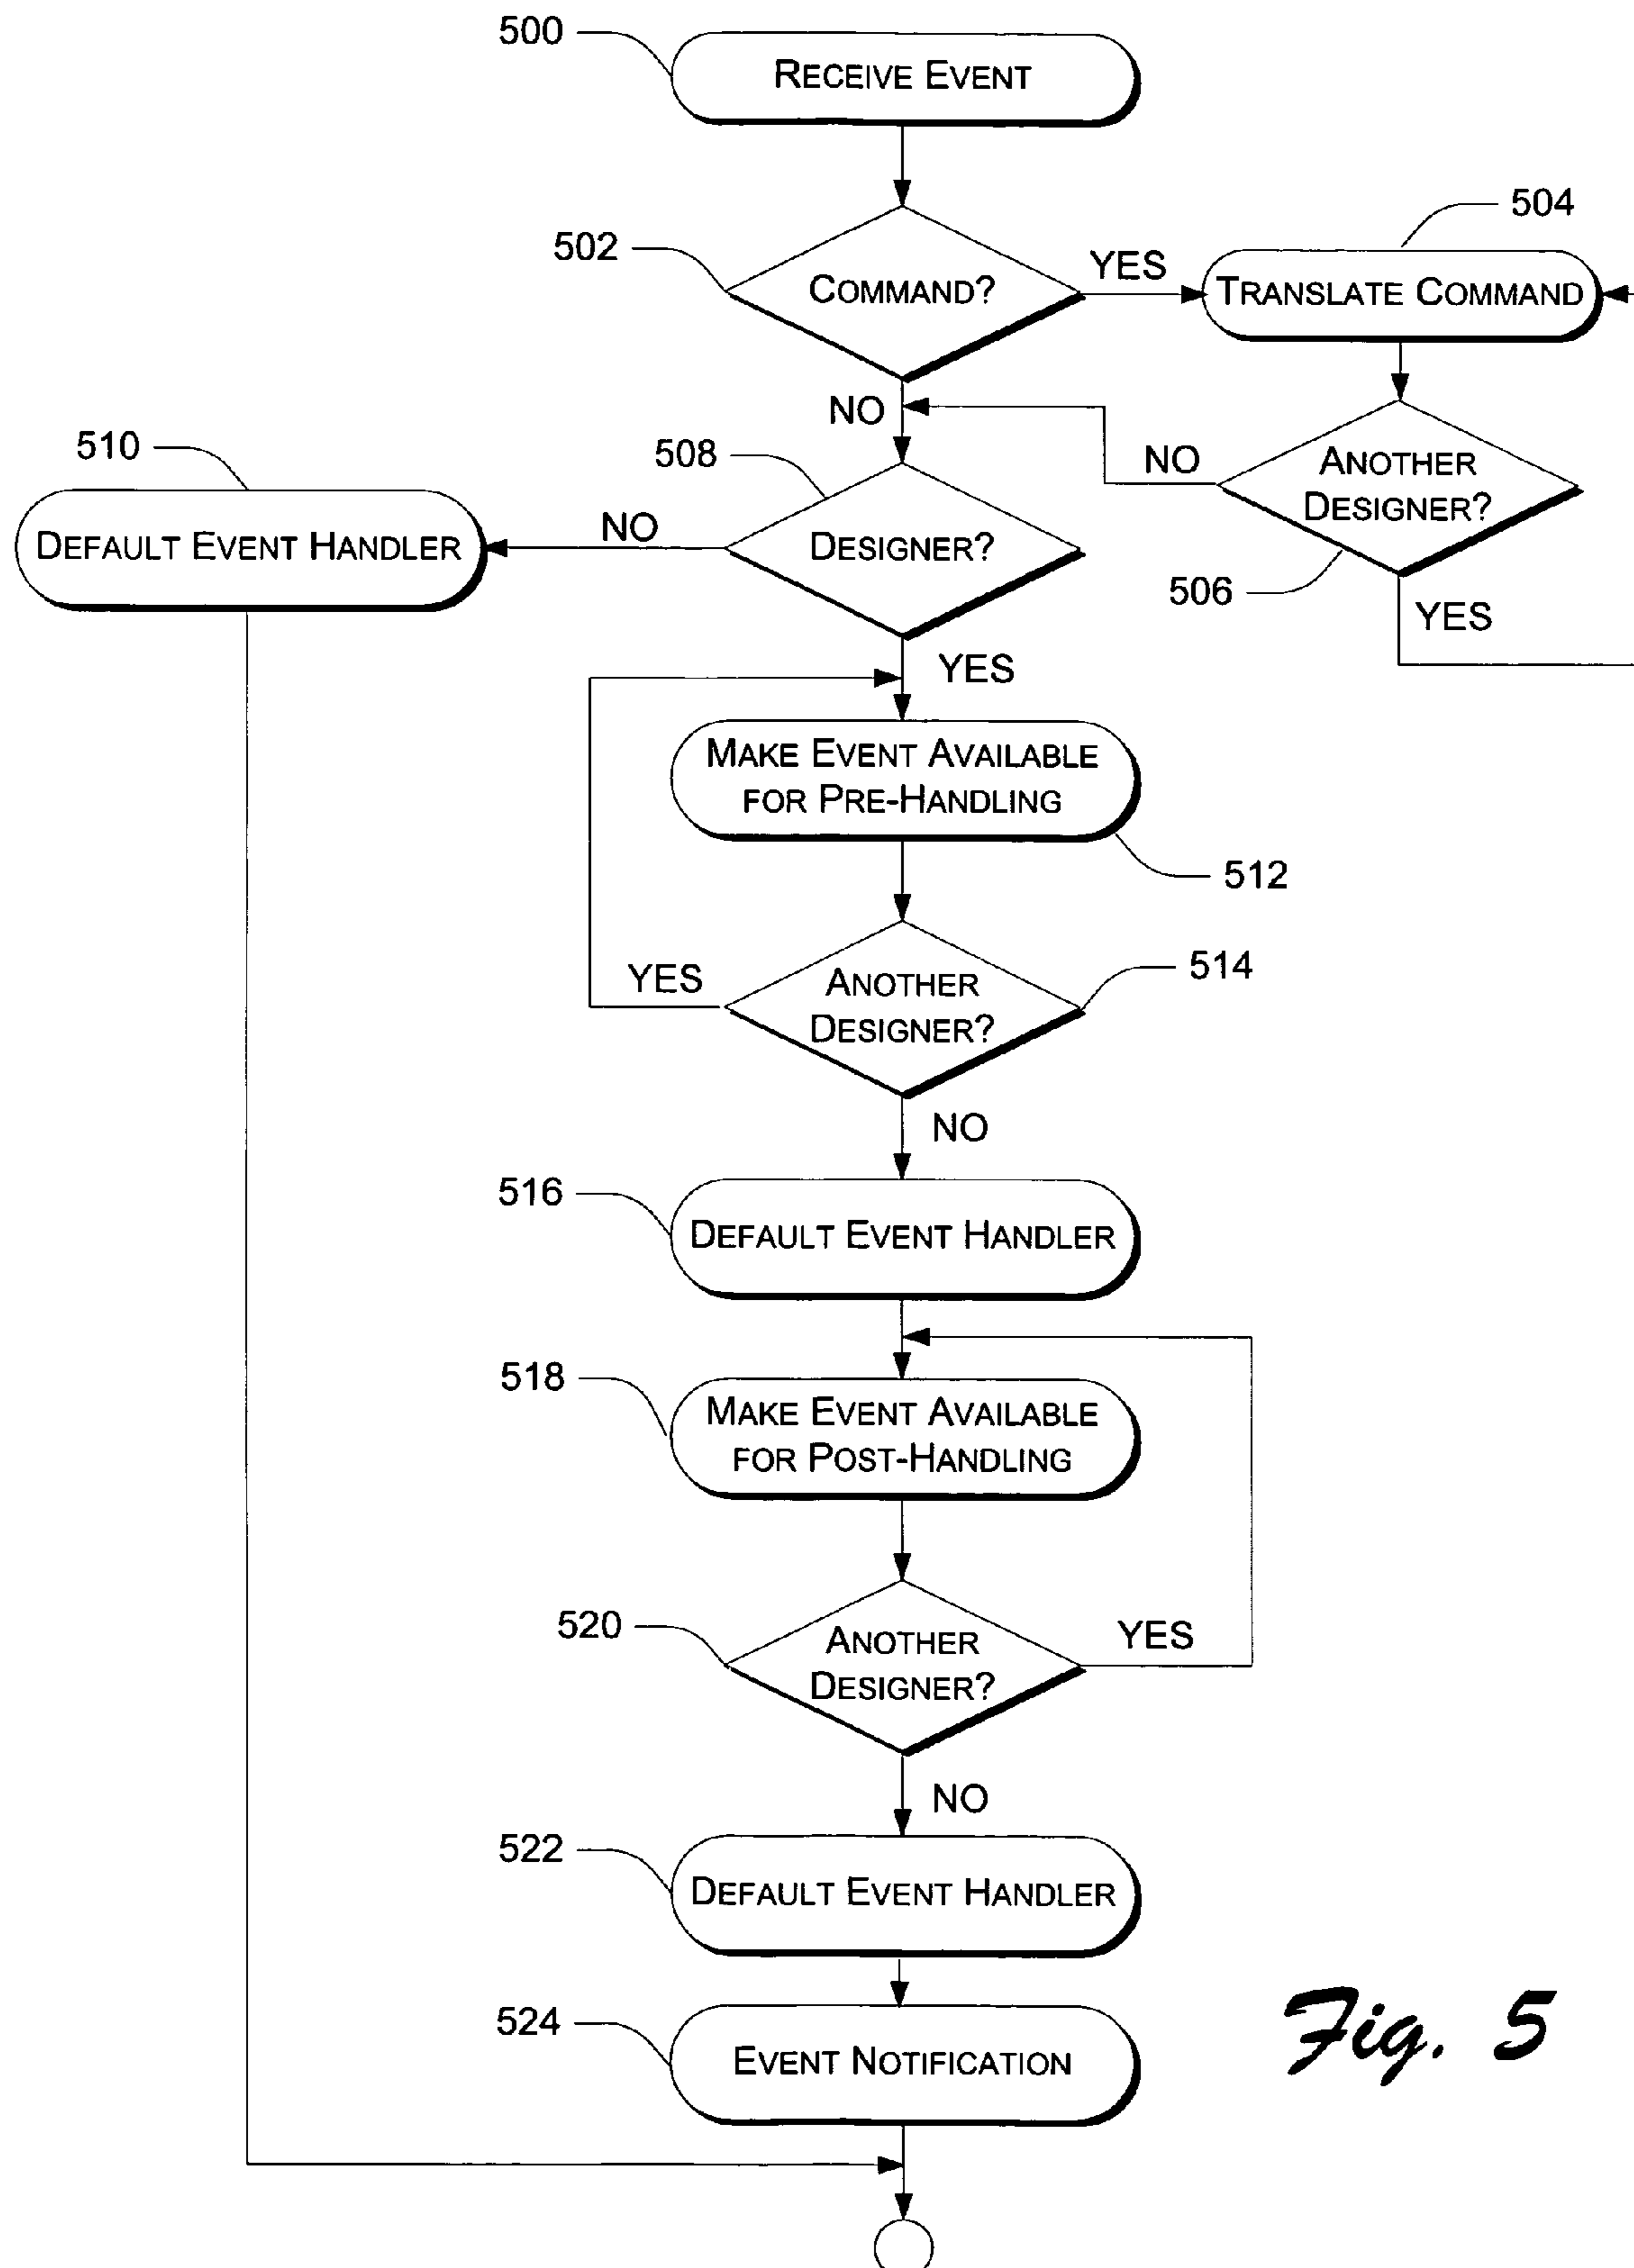 500
RECEIVE EVENT
504
502
COMMAND?
YES
TRANSLATE COMMAND
NO
510
508
NO
ANOTHER
DESIGNER?
DEFAULT EVENT HANDLER
NO
DESIGNER?
506
YES
YES
MAKE EVENT AVAILABLE
FOR PRE-HANDLING
512
514
YES
ANOTHER
DESIGNER?
NO
516
DEFAULT EVENT HANDLER
518
MAKE EVENT AVAILABLE
FOR POST-HANDLING
520
ANOTHER
DESIGNER?
YES
NO
522
DEFAULT EVENT HANDLER
524
EVENT NOTIFICATION
Fig. 5